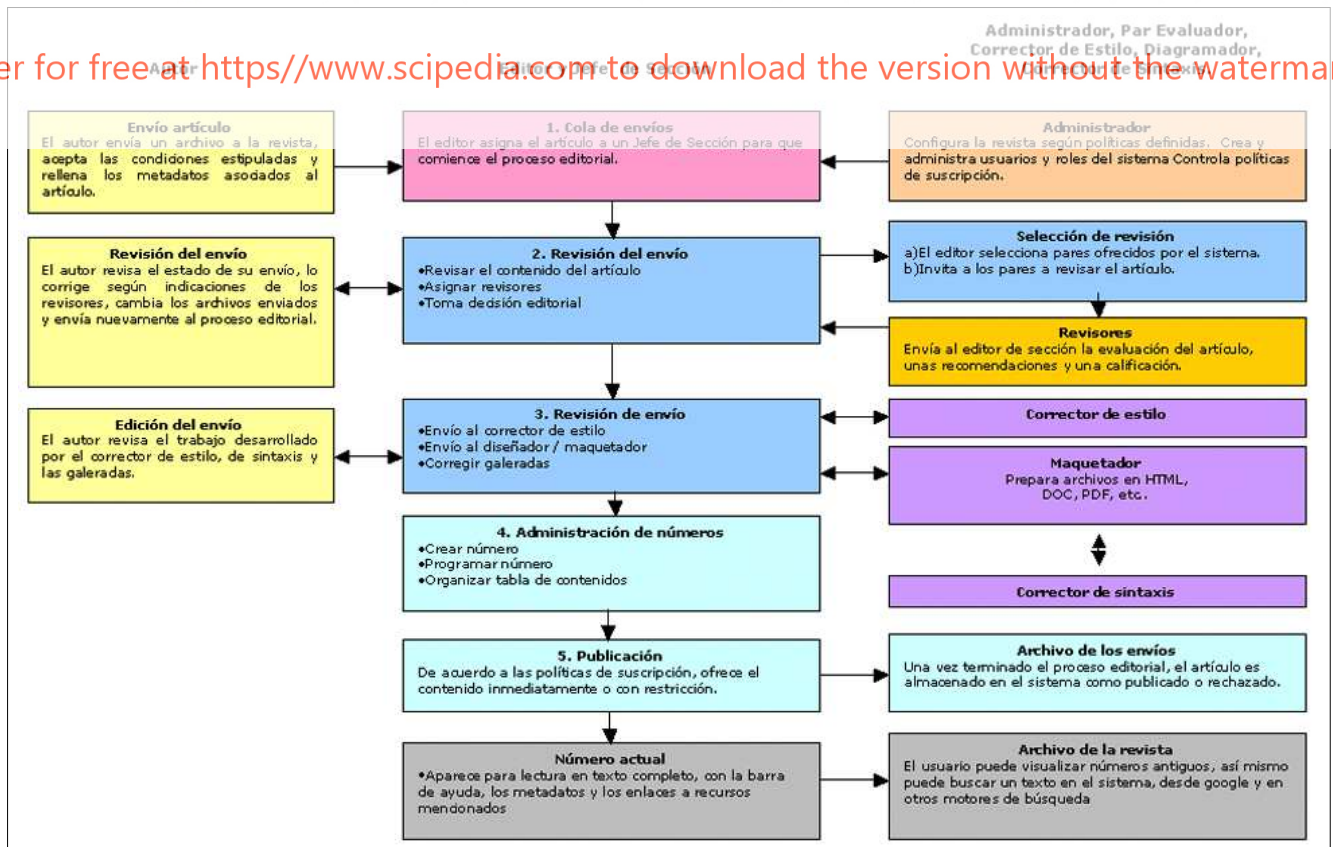 Administrador, Par Evaluador,
Corrector de Estilo, Diagramador,
Corrector de Sintaxis.
Autor
Editor y Jefe de Sección
er for free at https//www.scipedia.com to download the version without the waterma
Envío artículo
El autor envía un archivo a la revista,
acepta las condiciones estipuladas y
rellena los metadatos asociados al
artículo.
1. Cola de envíos
El editor asigna el artículo a un Jefe de Sección para que
comience el proceso editorial.
Administrador
Configura la revista según políticas definidas. Crea y
administra usuarios y roles del sistema Controla políticas
de suscripción.
Revisión del envío
El autor revisa el estado de su envío, lo
corrige según indicaciones de los
revisores, cambia los archivos enviados
y envía nuevamente al proceso editorial.
2. Revisión del envío
•Revisar el contenido del artículo
•Asignar revisores
•Toma decisión editorial
Selección de revisión
a)El editor selecciona pares ofrecidos por el sistema.
b)Invita a los pares a revisar el artículo.
Revisores
Envía al editor de sección la evaluación del artículo,
unas recomendaciones y una calificación.
Edición del envío
El autor revisa el trabajo desarrollado
por el corrector de estilo, de sintaxis y
las galeradas.
3. Revisión de envío
•Envío al corrector de estilo
•Envío al diseñador / maquetador
•Corregir galeradas
Corrector de estilo
Maquetador
Prepara archivos en HTML,
DOC, PDF, etc.
Corrector de sintaxis
4. Administración de números
•Crear número
•Programar número
•Organizar tabla de contenidos
5. Publicación
De acuerdo a las políticas de suscripción, ofrece el
contenido inmediatamente o con restricción.
Archivo de los envíos
Una vez terminado el proceso editorial, el artículo es
almacenado en el sistema como publicado o rechazado.
Número actual
•Aparece para lectura en texto completo, con la barra
de ayuda, los metadatos y los enlaces a recursos
mencionados
Archivo de la revista
El usuario puede visualizar números antiguos, así mismo
puede buscar un texto en el sistema, desde google y en
otros motores de búsqueda